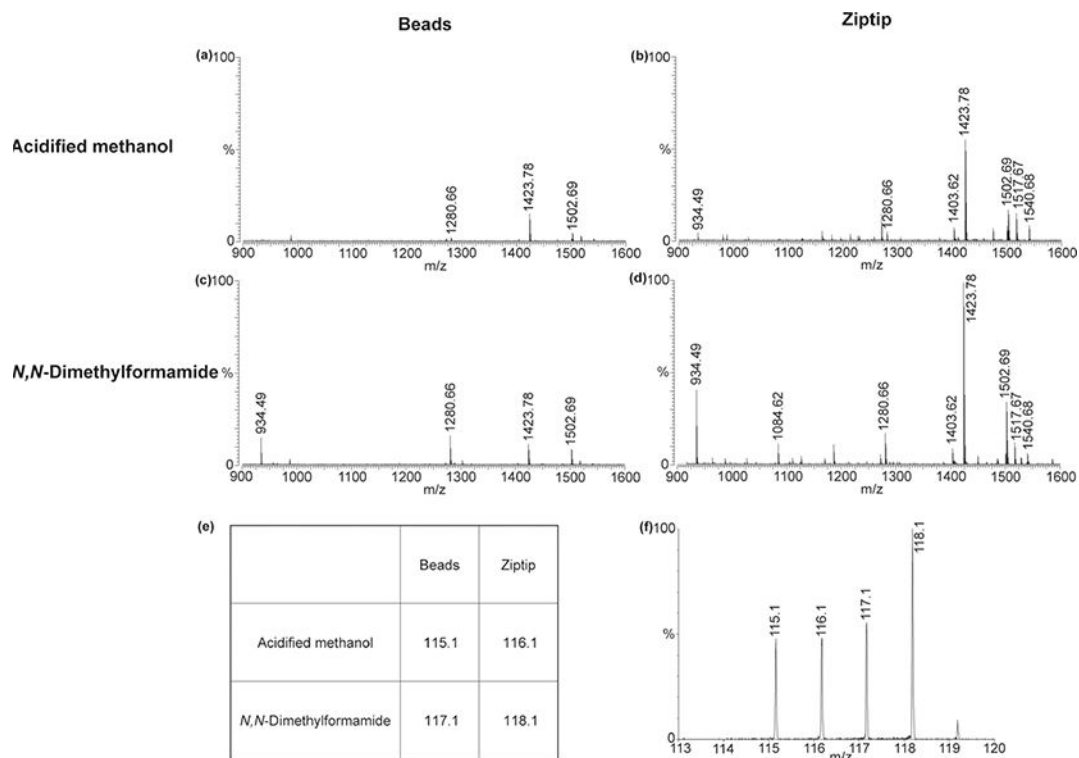 Beads
Ziptip
Acidified methanol
(a)
100
%
0
1280.66
1423.78
1502.69
900 1000 1100 1200 1300 1400 1500 1600
m/z
(b)
100
%
0
934.49
1280.66
1403.62
1423.78
1502.69
1517.67
1540.68
900 1000 1100 1200 1300 1400 1500 1600
m/z
N,N-Dimethylformamide
(c)
100
%
0
934.49
1280.66
1423.78
1502.69
900 1000 1100 1200 1300 1400 1500 1600
m/z
(d)
100
%
0
934.49
1084.62
1280.66
1403.62
1423.78
1502.69
1517.67
1540.68
900 1000 1100 1200 1300 1400 1500 1600
m/z
(e)
Beads Ziptip
Acidified methanol 115.1 116.1
N,N-Dimethylformamide 117.1 118.1
(f)
100
%
0
115.1
116.1
117.1
118.1
113 114 115 116 117 118 119 120
m/z